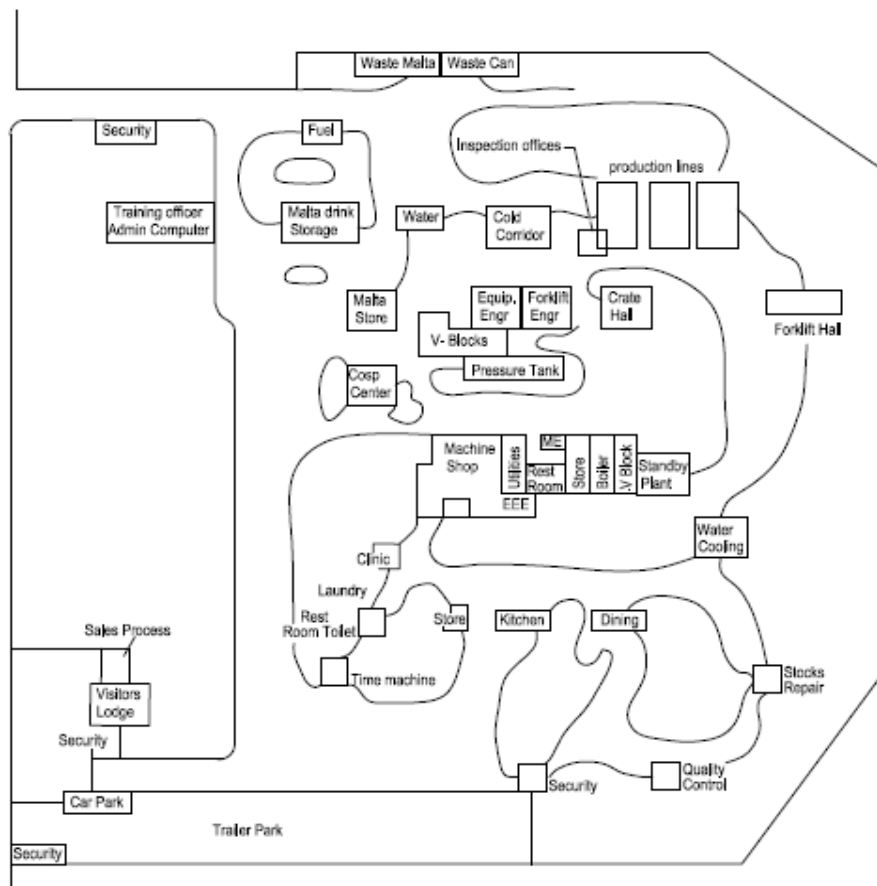 Waste Malta
Waste Can
Security
Fuel
Inspection offices
production lines
Training officer
Admin Computer
Malta drink
Storage
Water
Cold
Corridor
Malta
Store
Equip.
Engr
Forklift
Engr
Crate
Hall
Forklift Hall
V- Blocks
Pressure Tank
Cosp
Center
Machine
Shop
Utilities
ME
Rest
Room
Store
Boiler
.V Block
Standby
Plant
EEE
Water
Cooling
Clinic
Laundry
Rest
Room Toilet
Store
Kitchen
Dining
Sales Process
Time machine
Stocks
Repair
Visitors
Lodge
Security
Security
Quality
Control
Car Park
Trailer Park
Security